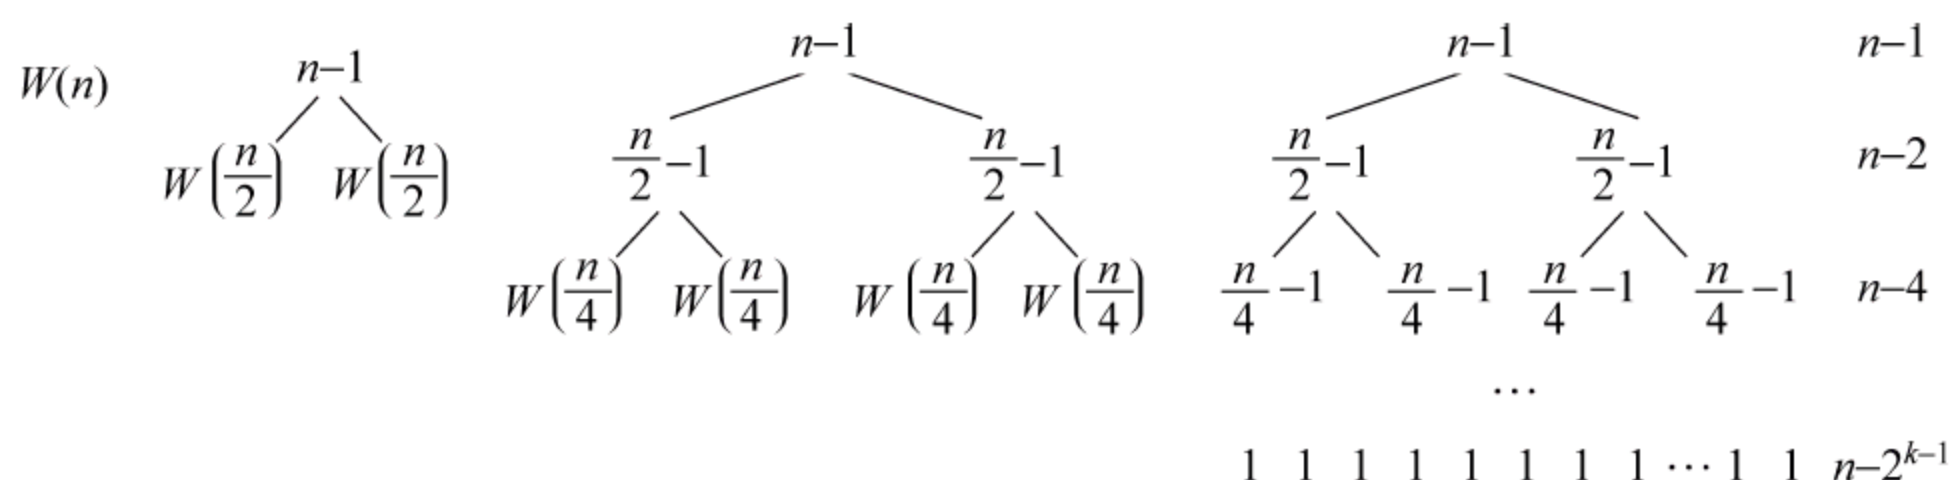 W(n)
n–1
W(n/2) W(n/2)
n–1
n/2–1 n/2–1
W(n/4) W(n/4) W(n/4) W(n/4)
n–1 n–1
n/2–1 n/2–1 n–2
n/4–1 n/4–1 n/4–1 n/4–1 n–4
...
1 1 1 1 1 1 1 1 ... 1 1 n–2^{k–1}